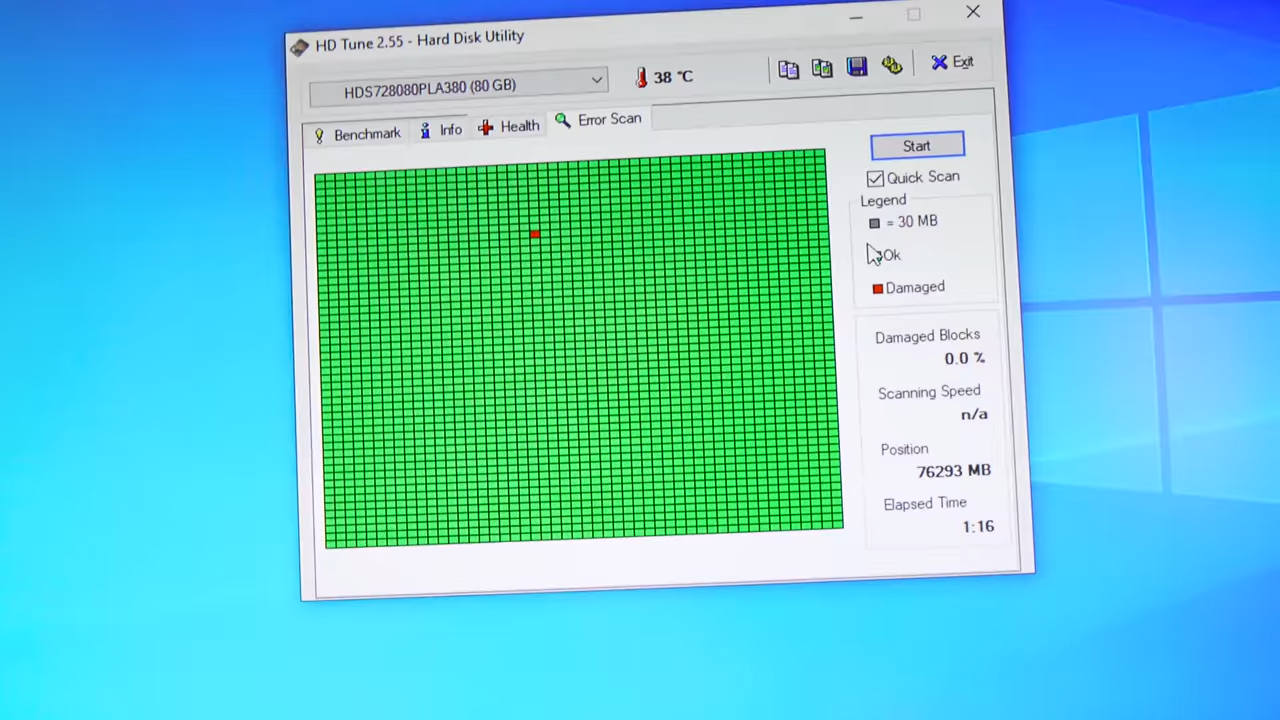 HD Tune 2.55 - Hard Disk Utility
HDS728080PLA380 (80 GB)
38 °C
Exit
Benchmark
Info
Health
Error Scan
Start
Quick Scan
Legend
= 30 MB
Ok
Damaged
Damaged Blocks
0.0 %
Scanning Speed
n/a
Position
76293 MB
Elapsed Time
1:16